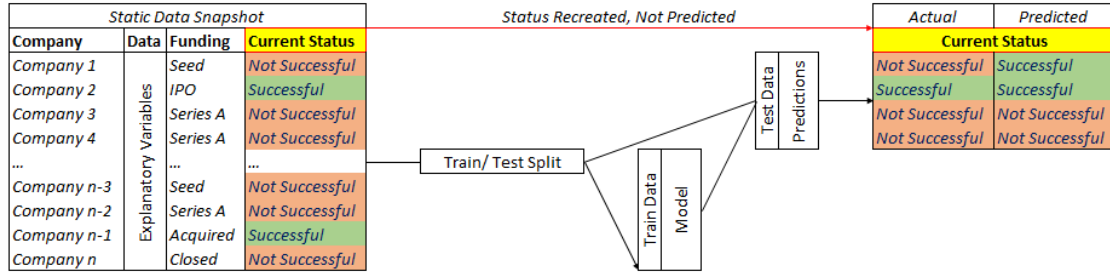 Static Data Snapshot
Status Recreated, Not Predicted
Actual Predicted
Company Data Funding Current Status
Current Status
Company 1 Seed Not Successful
Company 2 IPO Successful
Company 3 Series A Not Successful
Company 4 Series A Not Successful
... ... ...
Company n-3 Seed Not Successful
Company n-2 Series A Not Successful
Company n-1 Acquired Successful
Company n Closed Not Successful
Explanatory Variables
Train/ Test Split
Train Data
Model
Test Data
Predictions
Not Successful Successful
Successful Successful
Not Successful Not Successful
Not Successful Not Successful